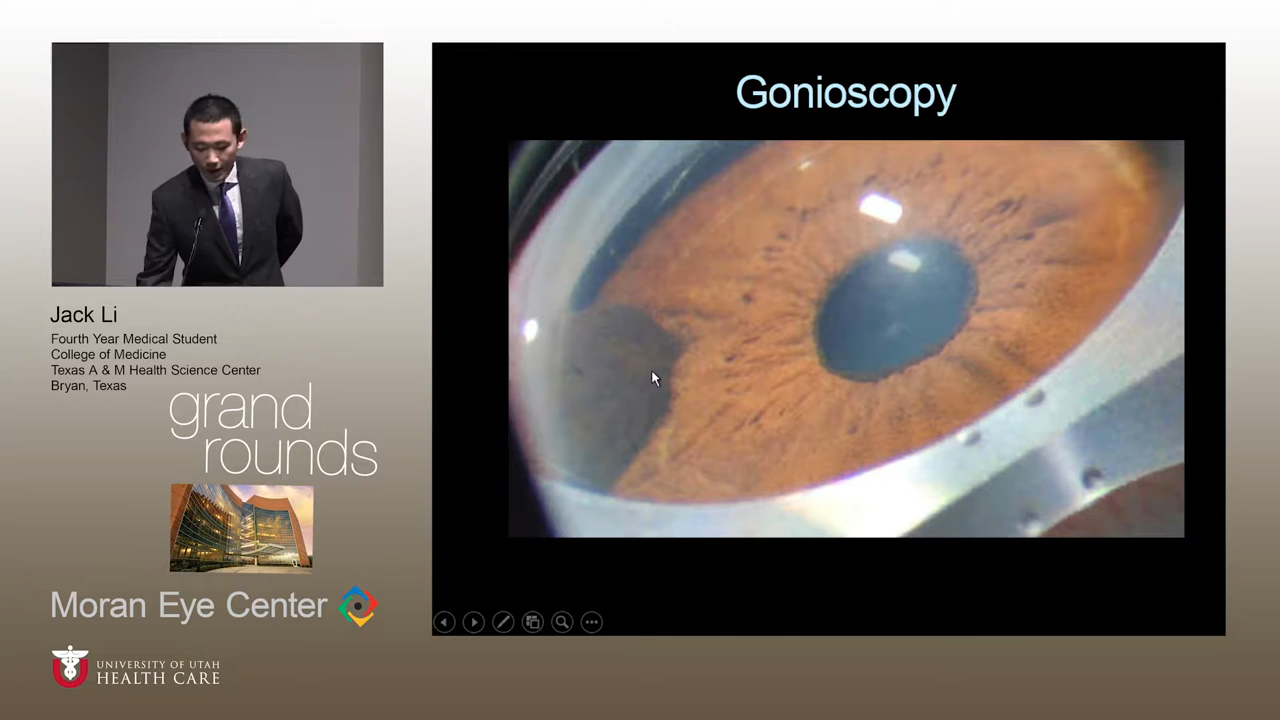 Gonioscopy
Jack Li
Fourth Year Medical Student
College of Medicine
Texas A & M Health Science Center
Bryan, Texas
grand
rounds
Moran Eye Center
U
UNIVERSITY OF UTAH
HEALTH CARE